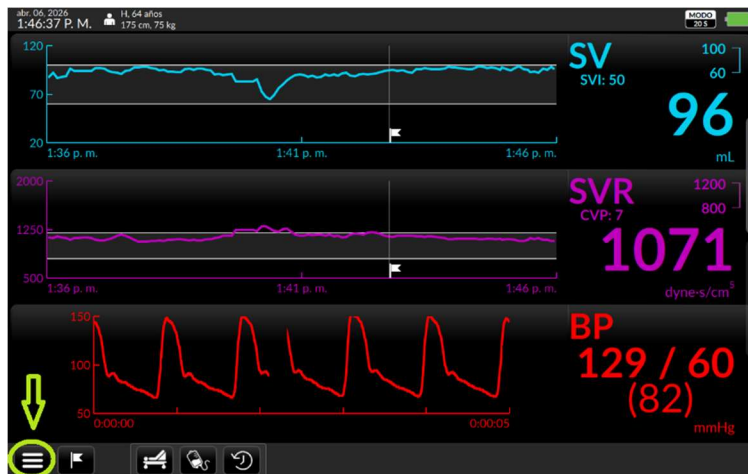 abr. 06, 2026
1:46:37 P. M.
H, 64 años
175 cm, 75 kg
MODO
20 S
120
70
20
1:36 p. m.
1:41 p. m.
1:46 p. m.
SV
SVI: 50
100
60
96
mL
2000
1250
500
1:36 p. m.
1:41 p. m.
1:46 p. m.
SVR
CVP: 7
1200
800
1071
dyne·s/cm⁵
150
100
50
0:00:00
0:00:05
BP
129 / 60
(82)
mmHg